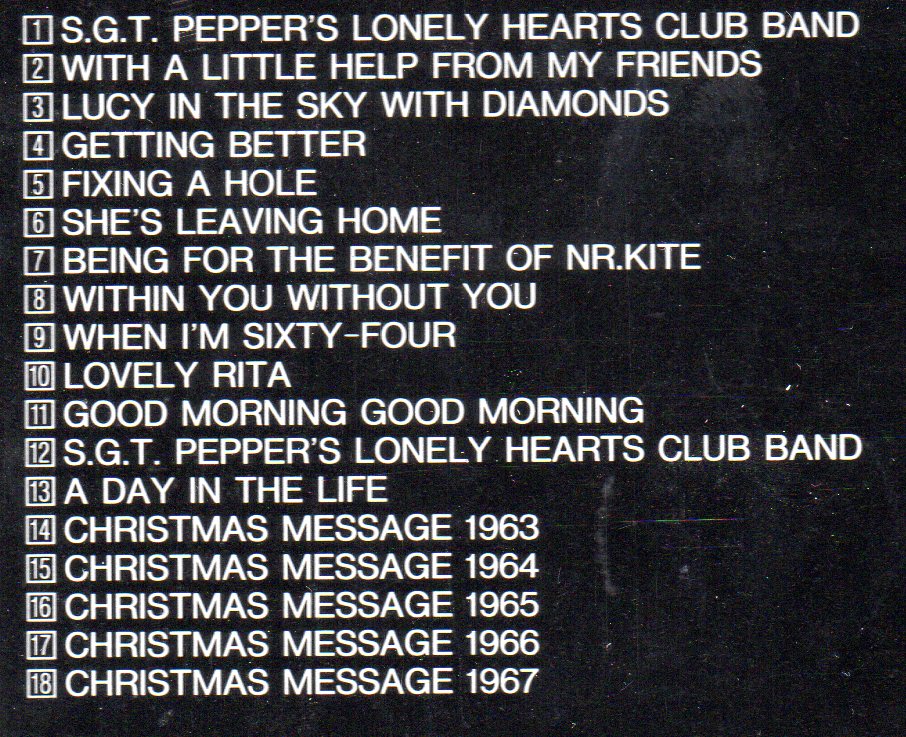 1 S.G.T. PEPPER'S LONELY HEARTS CLUB BAND
2 WITH A LITTLE HELP FROM MY FRIENDS
3 LUCY IN THE SKY WITH DIAMONDS
4 GETTING BETTER
5 FIXING A HOLE
6 SHE'S LEAVING HOME
7 BEING FOR THE BENEFIT OF NR.KITE
8 WITHIN YOU WITHOUT YOU
9 WHEN I'M SIXTY-FOUR
10 LOVELY RITA
11 GOOD MORNING GOOD MORNING
12 S.G.T. PEPPER'S LONELY HEARTS CLUB BAND
13 A DAY IN THE LIFE
14 CHRISTMAS MESSAGE 1963
15 CHRISTMAS MESSAGE 1964
16 CHRISTMAS MESSAGE 1965
17 CHRISTMAS MESSAGE 1966
18 CHRISTMAS MESSAGE 1967